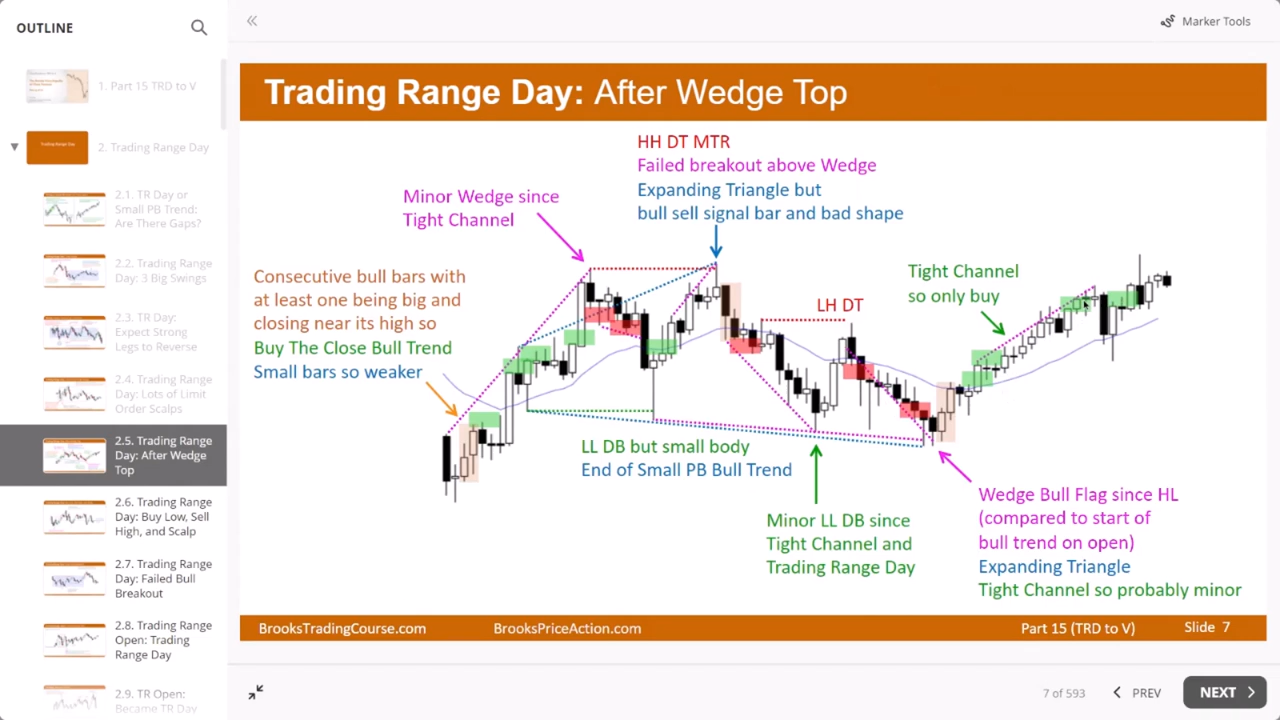 OUTLINE
Marker Tools
1. Part 15 TRD to V
2. Trading Range Day
2.1. TR Day or
Small PB Trend:
Are There Gaps?
2.2. Trading Range
Day: 3 Big Swings
2.3. TR Day:
Expect Strong
Legs to Reverse
2.4. Trading Range
Day: Lots of Limit
Order Scalps
2.5. Trading Range
Day: After Wedge
Top
2.6. Trading Range
Day: Buy Low, Sell
High, and Scalp
2.7. Trading Range
Day: Failed Bull
Breakout
2.8. Trading Range
Open: Trading
Range Day
2.9. TR Open:
Became TR Day
Trading Range Day: After Wedge Top
HH DT MTR
Failed breakout above Wedge
Expanding Triangle but
bull sell signal bar and bad shape
Minor Wedge since
Tight Channel
Consecutive bull bars with
at least one being big and
closing near its high so
Buy The Close Bull Trend
Small bars so weaker
LH DT
Tight Channel
so only buy
LL DB but small body
End of Small PB Bull Trend
Minor LL DB since
Tight Channel and
Trading Range Day
Wedge Bull Flag since HL
(compared to start of
bull trend on open)
Expanding Triangle
Tight Channel so probably minor
BrooksTradingCourse.com
BrooksPriceAction.com
Part 15 (TRD to V)
Slide 7
7 of 593
PREV
NEXT